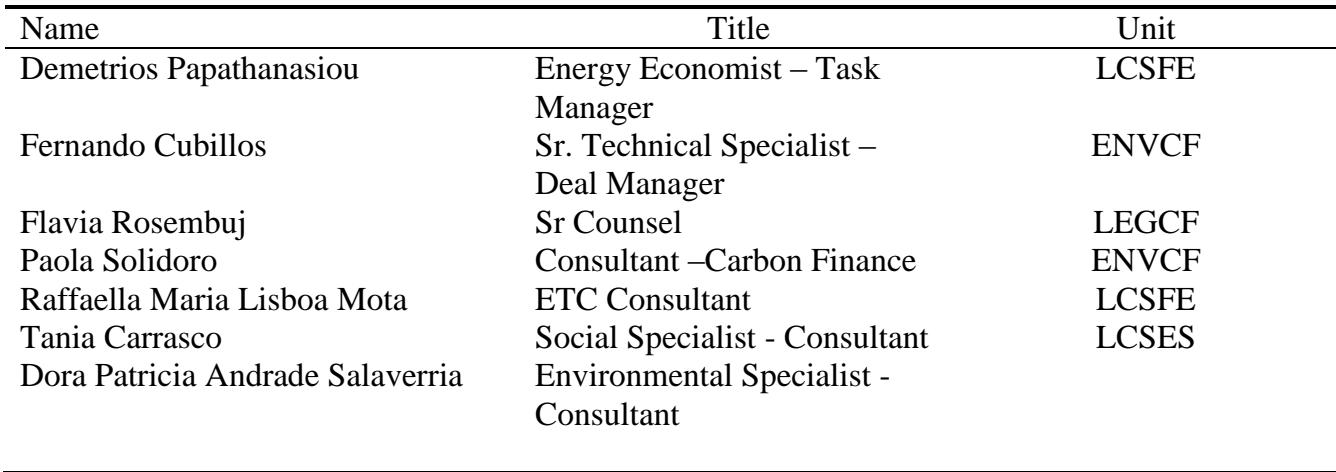 Name Title Unit
Demetrios Papathanasiou Energy Economist – Task LCSFE
Manager
Fernando Cubillos Sr. Technical Specialist – ENVCF
Deal Manager
Flavia Rosembuj Sr Counsel LEGCF
Paola Solidoro Consultant –Carbon Finance ENVCF
Raffaella Maria Lisboa Mota ETC Consultant LCSFE
Tania Carrasco Social Specialist - Consultant LCSES
Dora Patricia Andrade Salaverria Environmental Specialist -
Consultant